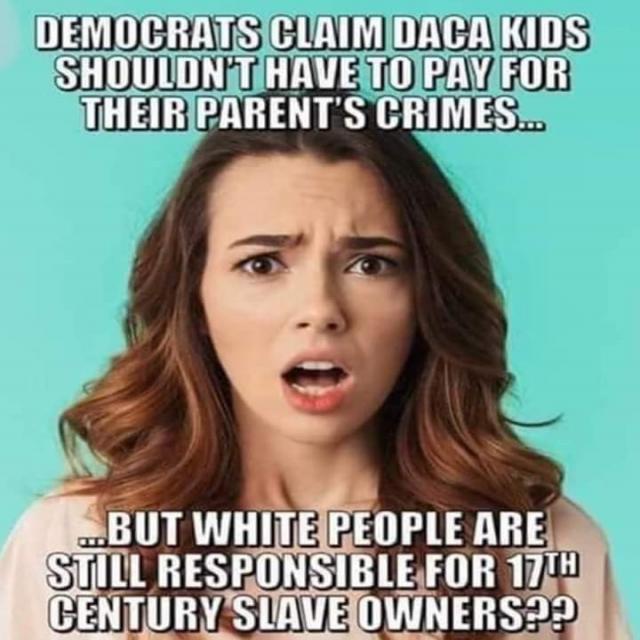 DEMOCRATS CLAIM DACA KIDS
SHOULDN'T HAVE TO PAY FOR
THEIR PARENT'S CRIMES...
...BUT WHITE PEOPLE ARE
STILL RESPONSIBLE FOR 17TH
CENTURY SLAVE OWNERS??